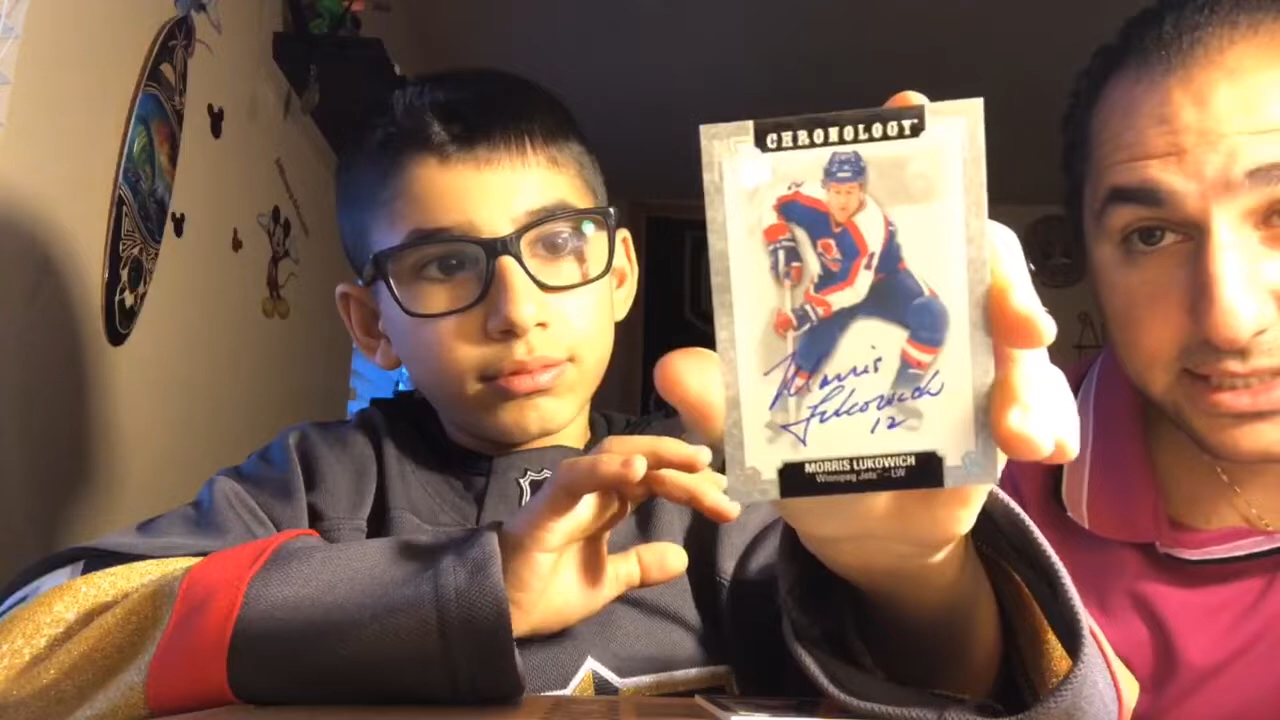 CHRONOLOGY
Morris
Lukowich
12
MORRIS LUKOWICH
Winnipeg Jets™ - LW